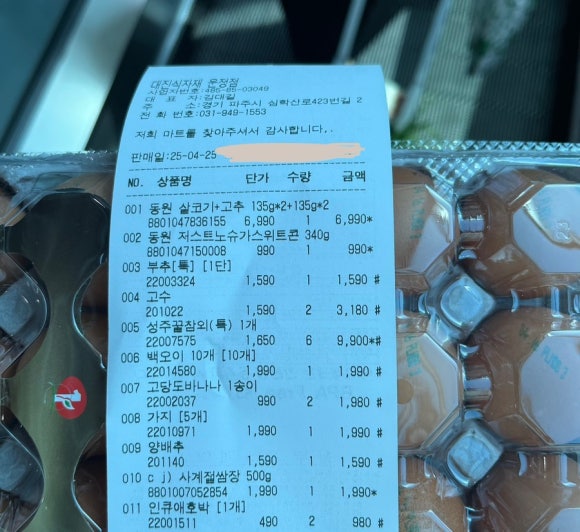 대진식자재 운정점
사업자번호:486-85-03049
대 표 자:김대길
주 소:경기 파주시 심학산로423번길 2
전 화 번호:031-949-1553
저희 마트를 찾아주셔서 감사합니다..
판매일:25-04-25
NO. 상품명 단가 수량 금액
001 동원 살코기+고추 135g*2+135g*2
8801047836155 6,990 1 6,990*
002 동원 저스트노슈가스위트콘 340g
8801047150008 990 1 990*
003 부추[특] [1단]
22003324 1,590 1 1,590 #
004 고수
201022 1,590 2 3,180 #
005 성주꿀참외(특) 1개
22007575 1,650 6 9,900*#
006 백오이 10개 [10개]
22014580 1,990 1 1,990 #
007 고당도바나나 1송이
22002037 990 2 1,980 #
008 가지 [5개]
22010971 1,990 1 1,990 #
009 양배추
201140 1,590 1 1,590 #
010 c j) 사계절쌈장 500g
8801007052854 1,990 1 1,990*
011 인큐애호박 [1개]
22001511 490 2 980 #